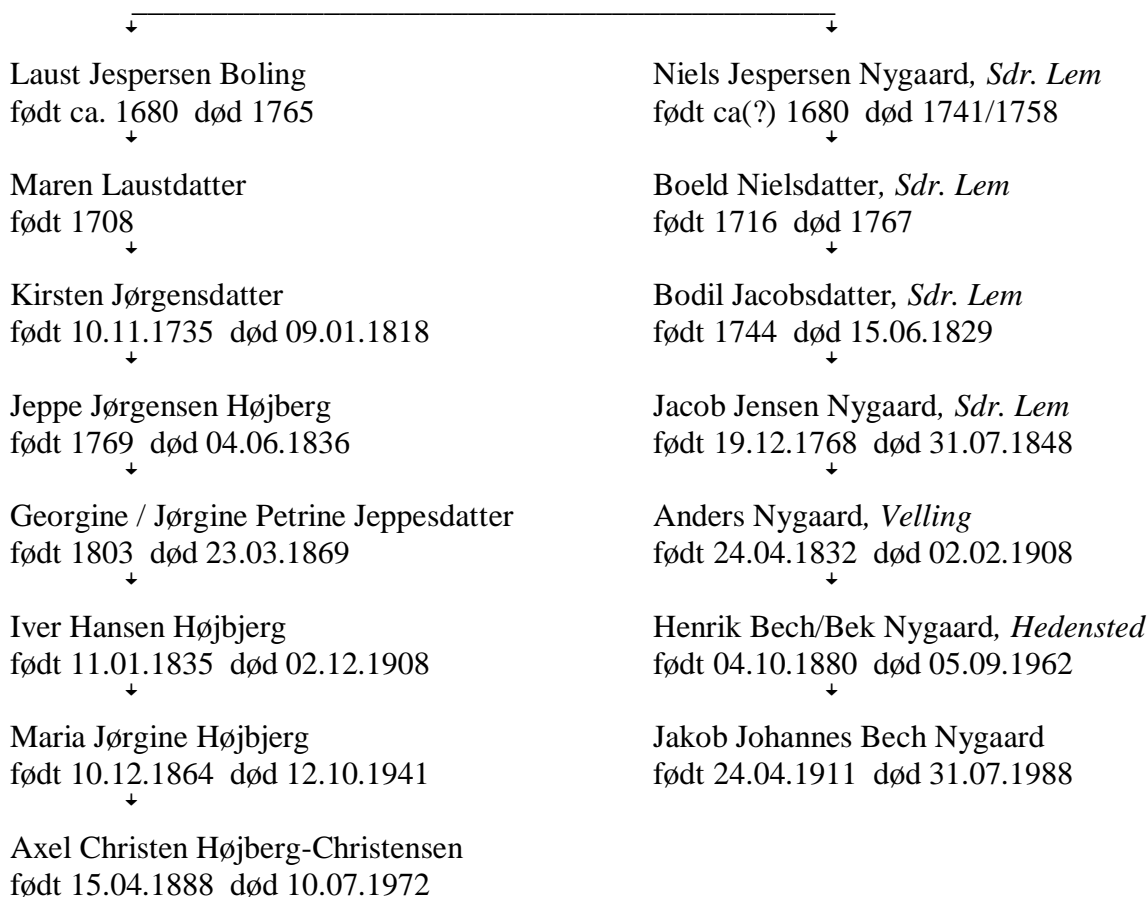 Laust Jespersen Boling
født ca. 1680 død 1765
Maren Laustdatter
født 1708
Kirsten Jørgensdatter
født 10.11.1735 død 09.01.1818
Jeppe Jørgensen Højberg
født 1769 død 04.06.1836
Georgine / Jørgine Petrine Jeppesdatter
født 1803 død 23.03.1869
Iver Hansen Højbjerg
født 11.01.1835 død 02.12.1908
Maria Jørgine Højbjerg
født 10.12.1864 død 12.10.1941
Axel Christen Højberg-Christensen
født 15.04.1888 død 10.07.1972
Niels Jespersen Nygaard, Sdr. Lem
født ca(?) 1680 død 1741/1758
Boeld Nielsdatter, Sdr. Lem
født 1716 død 1767
Bodil Jacobsdatter, Sdr. Lem
født 1744 død 15.06.1829
Jacob Jensen Nygaard, Sdr. Lem
født 19.12.1768 død 31.07.1848
Anders Nygaard, Velling
født 24.04.1832 død 02.02.1908
Henrik Bech/Bek Nygaard, Hedensted
født 04.10.1880 død 05.09.1962
Jakob Johannes Bech Nygaard
født 24.04.1911 død 31.07.1988